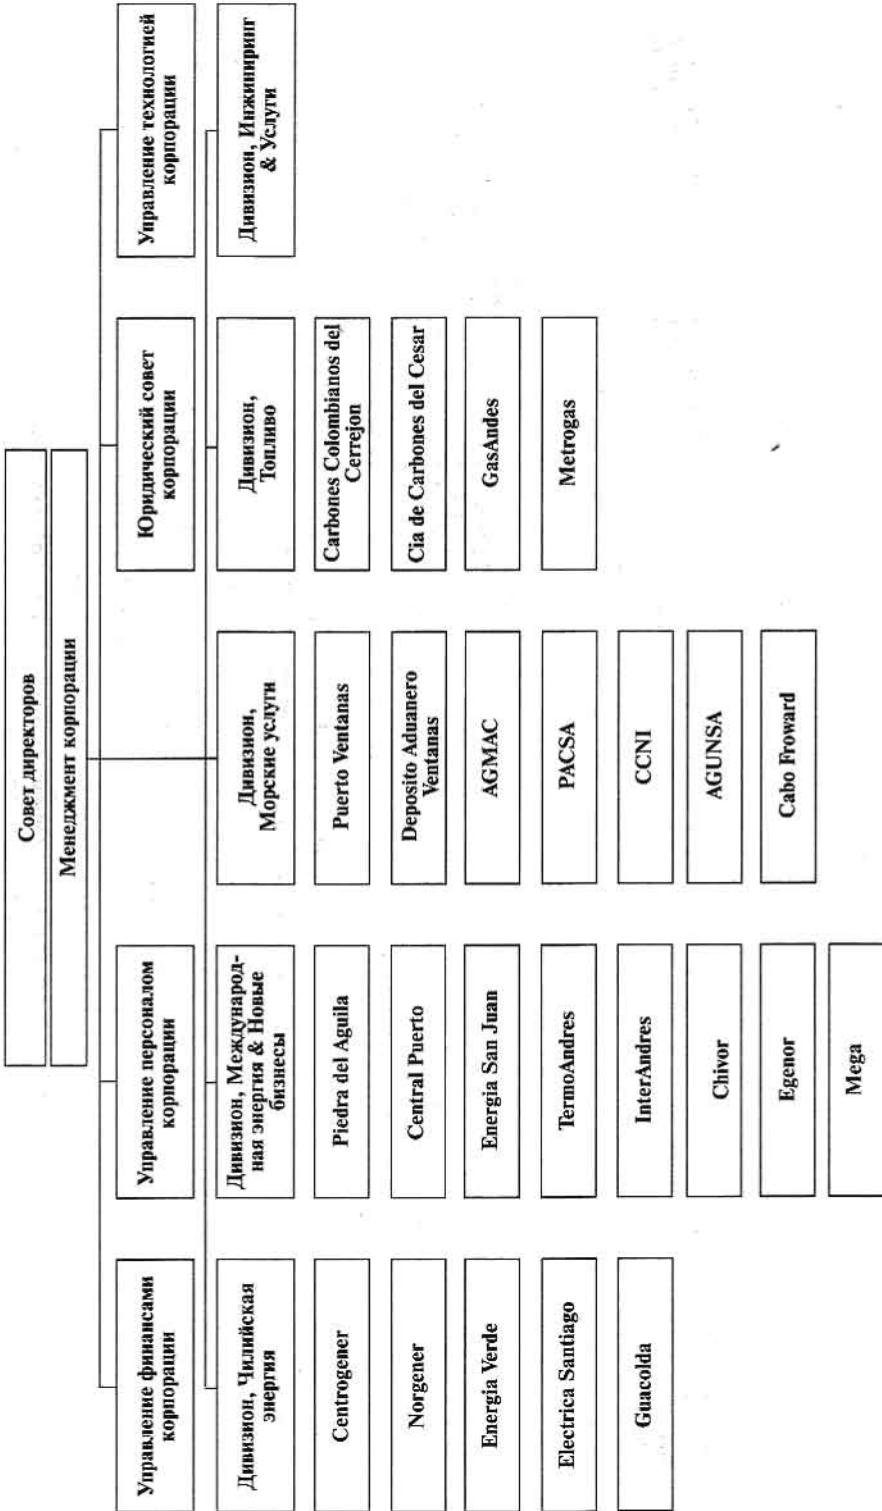 Совет директоров
Менеджмент корпорации
Управление финансами
корпорации
Управление персоналом
корпорации
Юридический совет
корпорации
Управление технологией
корпорации
Дивизион, Чилийская
энергия
Дивизион, Международ-
ная энергия & Новые
бизнесы
Дивизион,
Морские услуги
Дивизион,
Топливо
Дивизион, Инжиниринг
& Услуги
Centrogener
Norgener
Energia Verde
Electrica Santiago
Guacolda
Piedra del Aguila
Central Puerto
Energia San Juan
TermoAndres
InterAndres
Chivor
Egenor
Mega
Puerto Ventanas
Deposito Aduanero
Ventanas
AGMAC
PACSA
CCNI
AGUNSA
Cabo Froward
Carbones Colombianos del
Cerrejon
Cia de Carbones del Cesar
GasAndes
Metrogas